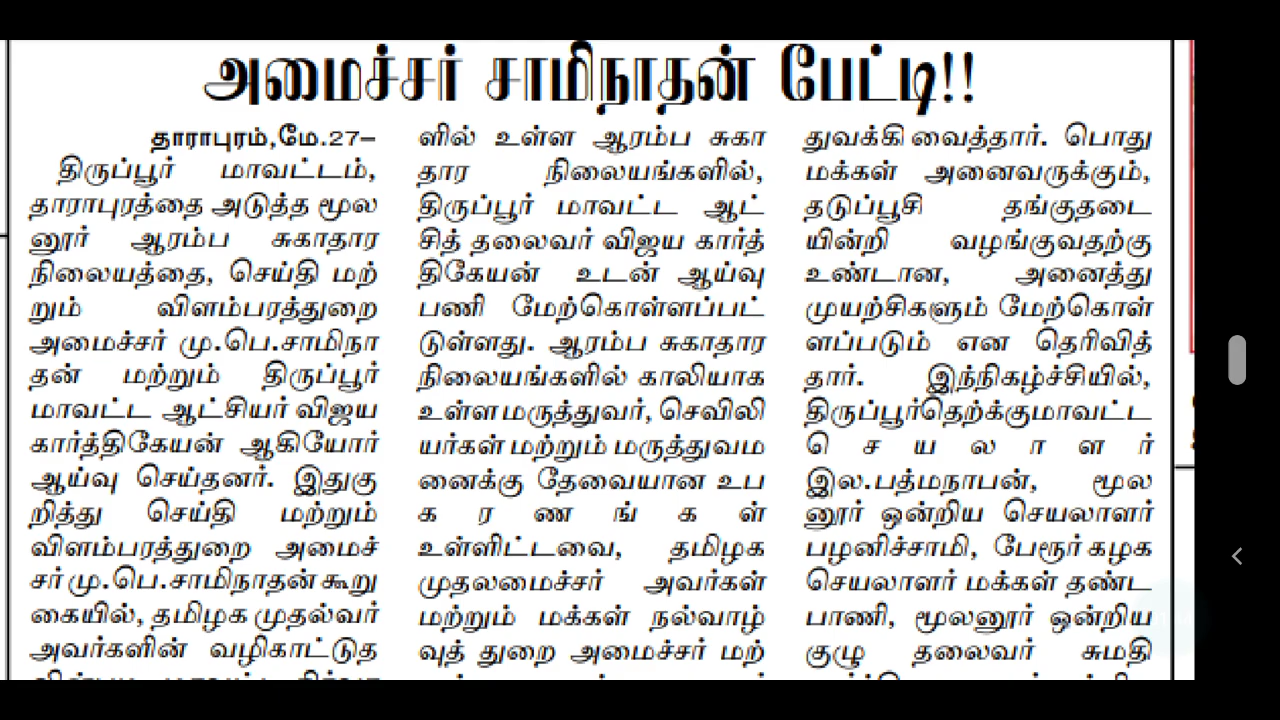 அமைச்சர் சாமிநாதன் பேட்டி!!
தாராபுரம்,மே.27–
திருப்பூர் மாவட்டம்,
தாராபுரத்தை அடுத்த மூல
னூர் ஆரம்ப சுகாதார
நிலையத்தை, செய்தி மற்
றும் விளம்பரத்துறை
அமைச்சர் மு.பெ.சாமிநா
தன் மற்றும் திருப்பூர்
மாவட்ட ஆட்சியர் விஜய
கார்த்திகேயன் ஆகியோர்
ஆய்வு செய்தனர். இதுகு
றித்து செய்தி மற்றும்
விளம்பரத்துறை அமைச்
சர் மு.பெ.சாமிநாதன் கூறு
கையில், தமிழக முதல்வர்
அவர்களின் வழிகாட்டுத
ளில் உள்ள ஆரம்ப சுகா
தார நிலையங்களில்,
திருப்பூர் மாவட்ட ஆட்
சித் தலைவர் விஜய கார்த்
திகேயன் உடன் ஆய்வு
பணி மேற்கொள்ளப்பட்
டுள்ளது. ஆரம்ப சுகாதார
நிலையங்களில் காலியாக
உள்ள மருத்துவர், செவிலி
யர்கள் மற்றும் மருத்துவம
னைக்கு தேவையான உப
க ர ண ங் க ள்
உள்ளிட்டவை, தமிழக
முதலமைச்சர் அவர்கள்
மற்றும் மக்கள் நல்வாழ்
வுத் துறை அமைச்சர் மற்
துவக்கி வைத்தார். பொது
மக்கள் அனைவருக்கும்,
தடுப்பூசி தங்குதடை
யின்றி வழங்குவதற்கு
உண்டான, அனைத்து
முயற்சிகளும் மேற்கொள்
ளப்படும் என தெரிவித்
தார். இந்நிகழ்ச்சியில்,
திருப்பூர்தெற்க்குமாவட்ட
செ ய லா ள ர்
இல.பத்மநாபன், மூல
னூர் ஒன்றிய செயலாளர்
பழனிச்சாமி, பேரூர் கழக
செயலாளர் மக்கள் தண்ட
பாணி, மூலனூர் ஒன்றிய
குழு தலைவர் சுமதி